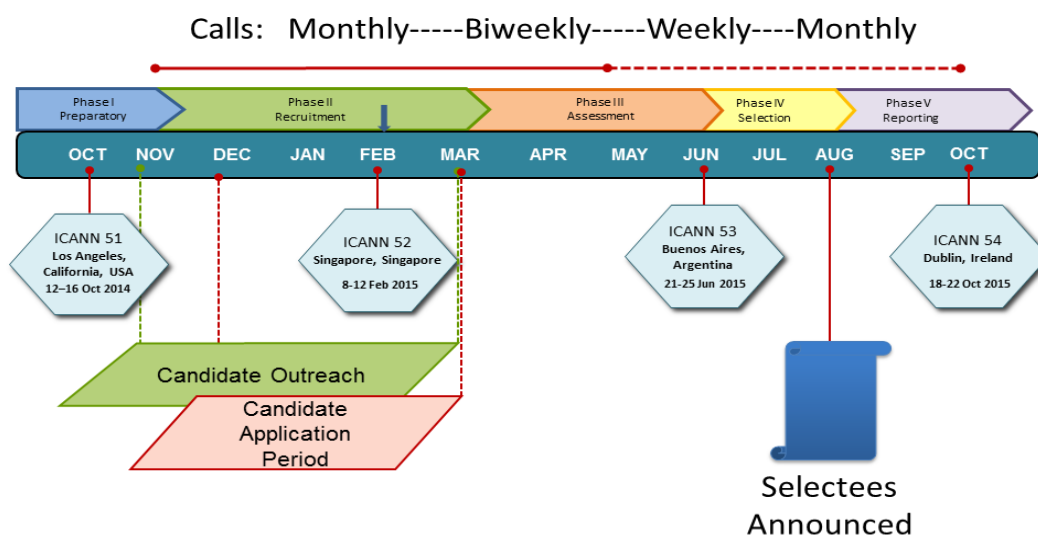 Calls: Monthly-----Biweekly-----Weekly----Monthly
Phase I
Preparatory
Phase II
Recruitment
Phase III
Assessment
Phase IV
Selection
Phase V
Reporting
OCT NOV DEC JAN FEB MAR APR MAY JUN JUL AUG SEP OCT
ICANN 51
Los Angeles,
California, USA
12–16 Oct 2014
ICANN 52
Singapore, Singapore
8-12 Feb 2015
ICANN 53
Buenos Aires,
Argentina
21-25 Jun 2015
ICANN 54
Dublin, Ireland
18-22 Oct 2015
Candidate Outreach
Candidate
Application
Period
Selectees
Announced